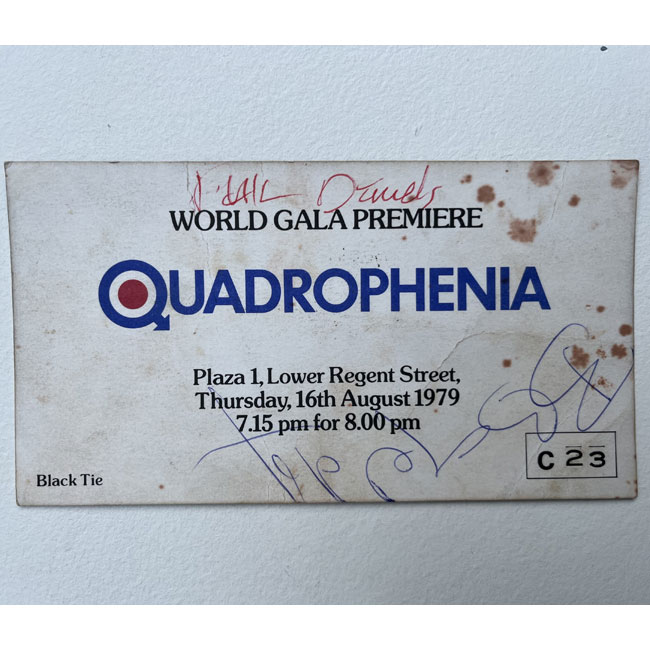 WORLD GALA PREMIERE
QUADROPHENIA
Plaza 1, Lower Regent Street,
Thursday, 16th August 1979
7.15 pm for 8.00 pm
C 23
Black Tie